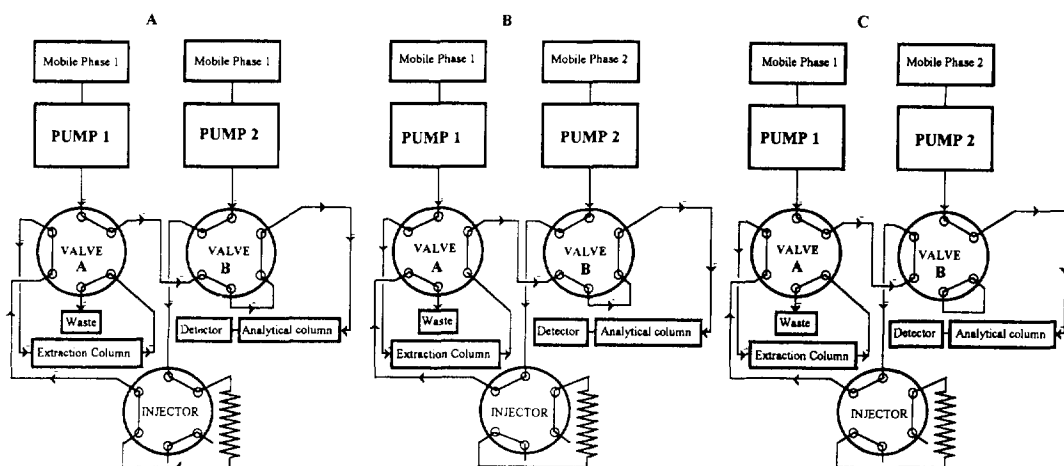 A
Mobile Phase 1
Mobile Phase 1
PUMP 1
PUMP 2
VALVE
A
VALVE
B
Waste
Extraction Column
Detector
Analytical column
INJECTOR
B
Mobile Phase 1
Mobile Phase 2
PUMP 1
PUMP 2
VALVE
A
VALVE
B
Waste
Extraction Column
Detector
Analytical column
INJECTOR
C
Mobile Phase 1
Mobile Phase 2
PUMP 1
PUMP 2
VALVE
A
VALVE
B
Waste
Extraction Column
Detector
Analytical column
INJECTOR